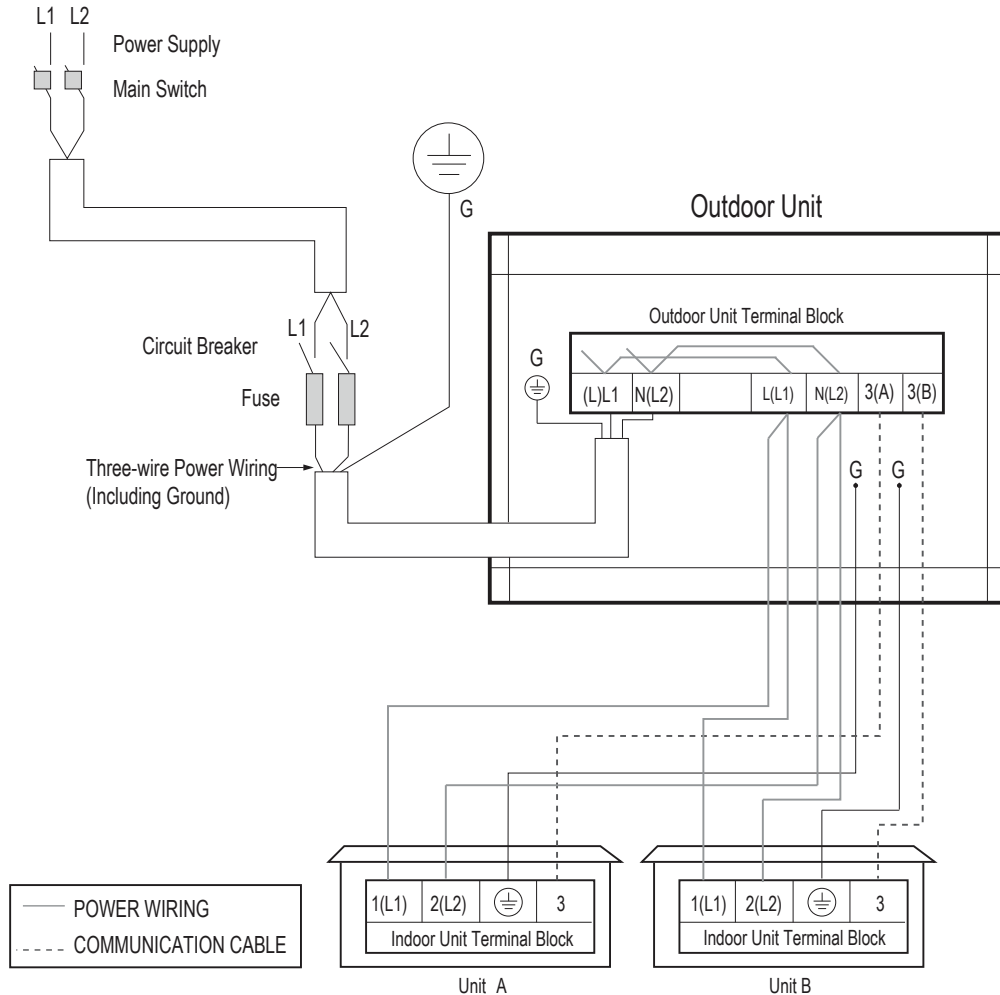 L1 L2
Power Supply
Main Switch
G
Outdoor Unit
Outdoor Unit Terminal Block
L1 L2
Circuit Breaker
Fuse
G
(L)L1 N(L2) L(L1) N(L2) 3(A) 3(B)
Three-wire Power Wiring
(Including Ground)
G G
POWER WIRING
COMMUNICATION CABLE
1(L1) 2(L2) 3
Indoor Unit Terminal Block
Unit A
1(L1) 2(L2) 3
Indoor Unit Terminal Block
Unit B